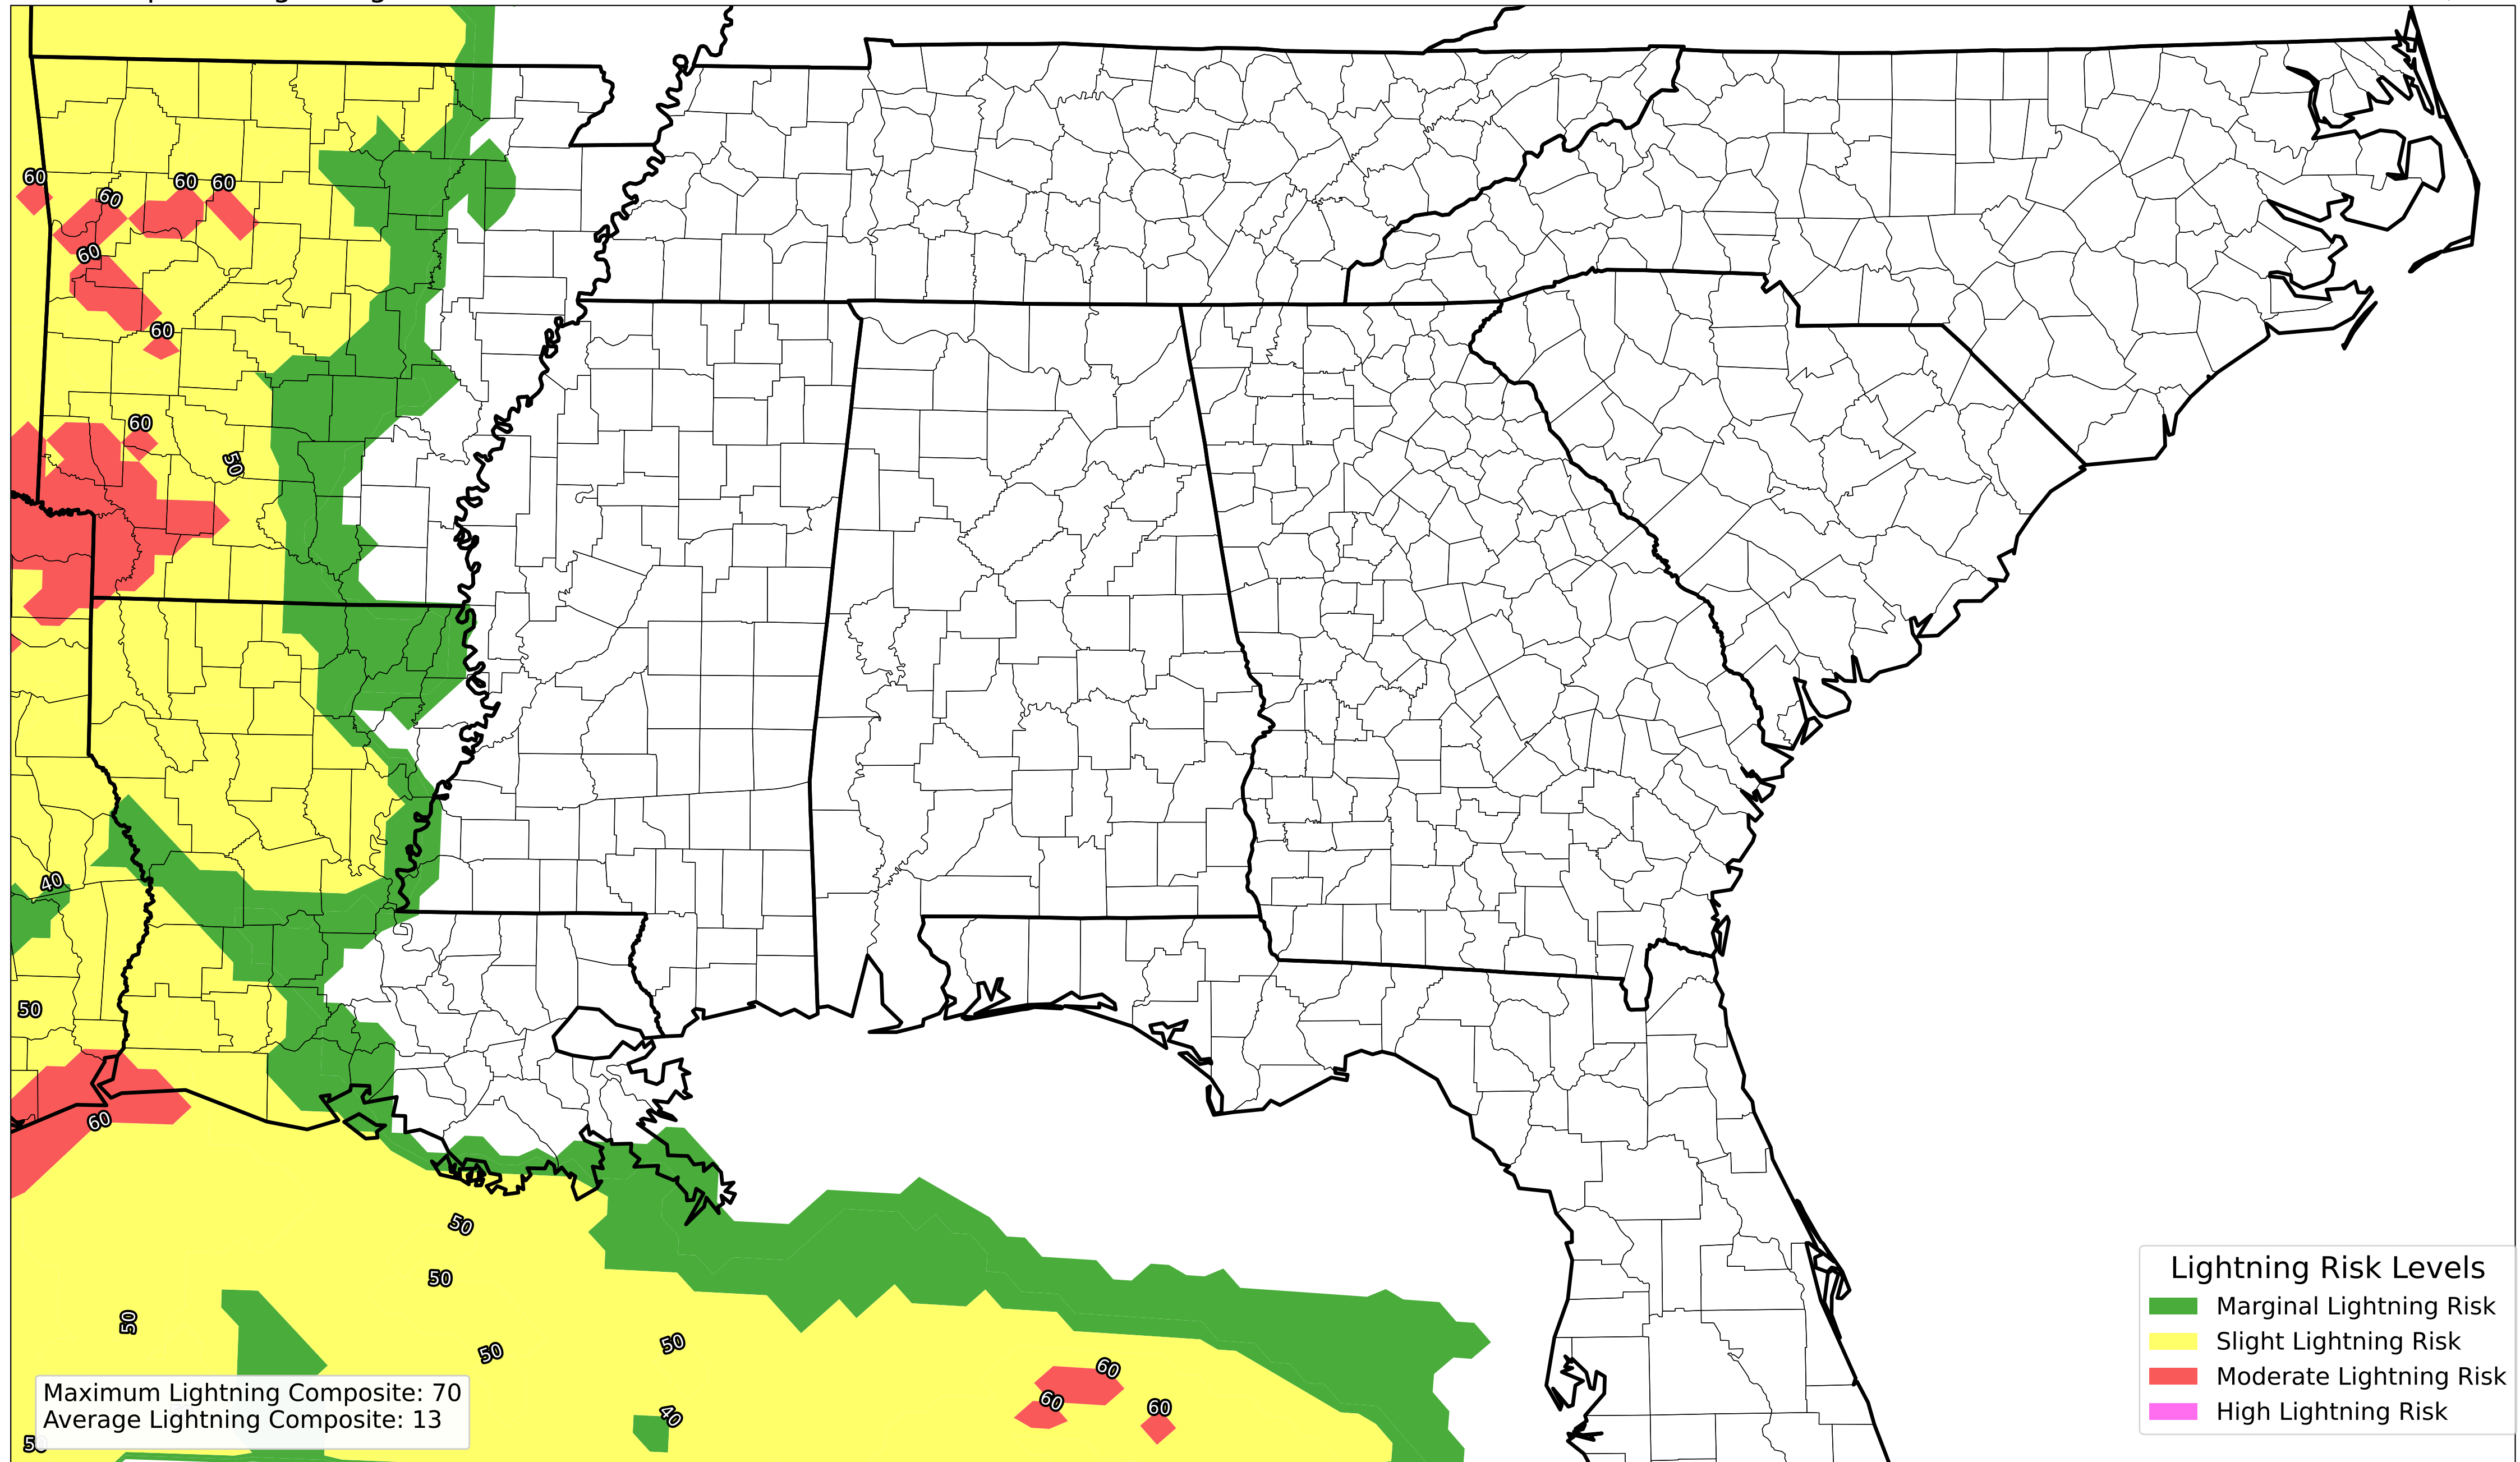 60
60
60
60
60
60
60
50
40
50
60
50
50
50
50
50
60
60
60
40
Lightning Risk Levels
Marginal Lightning Risk
Slight Lightning Risk
Moderate Lightning Risk
High Lightning Risk
Maximum Lightning Composite: 70
Average Lightning Composite: 13